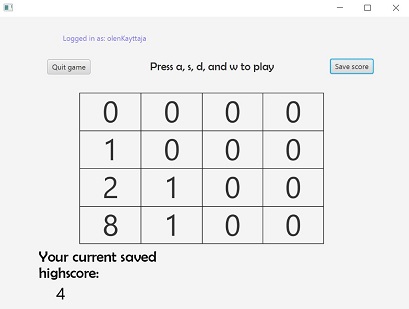 Logged in as: olenKayttaja
Quit game
Press a, s, d, and w to play
Save score
0 0 0 0
1 0 0 0
2 1 0 0
8 1 0 0
Your current saved
highscore:
4